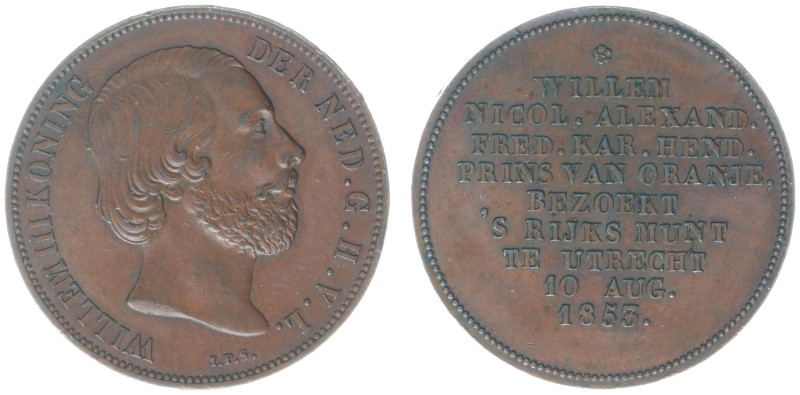 WILLEM III KONING DER NED. G. H. V. L.
I.P.S.
WILLEM
NICOL. ALEXAND.
FRED. KAR. HEND.
PRINS VAN ORANJE,
BEZOEKT
'S RIJKS MUNT
TE UTRECHT
10 AUG.
1853.